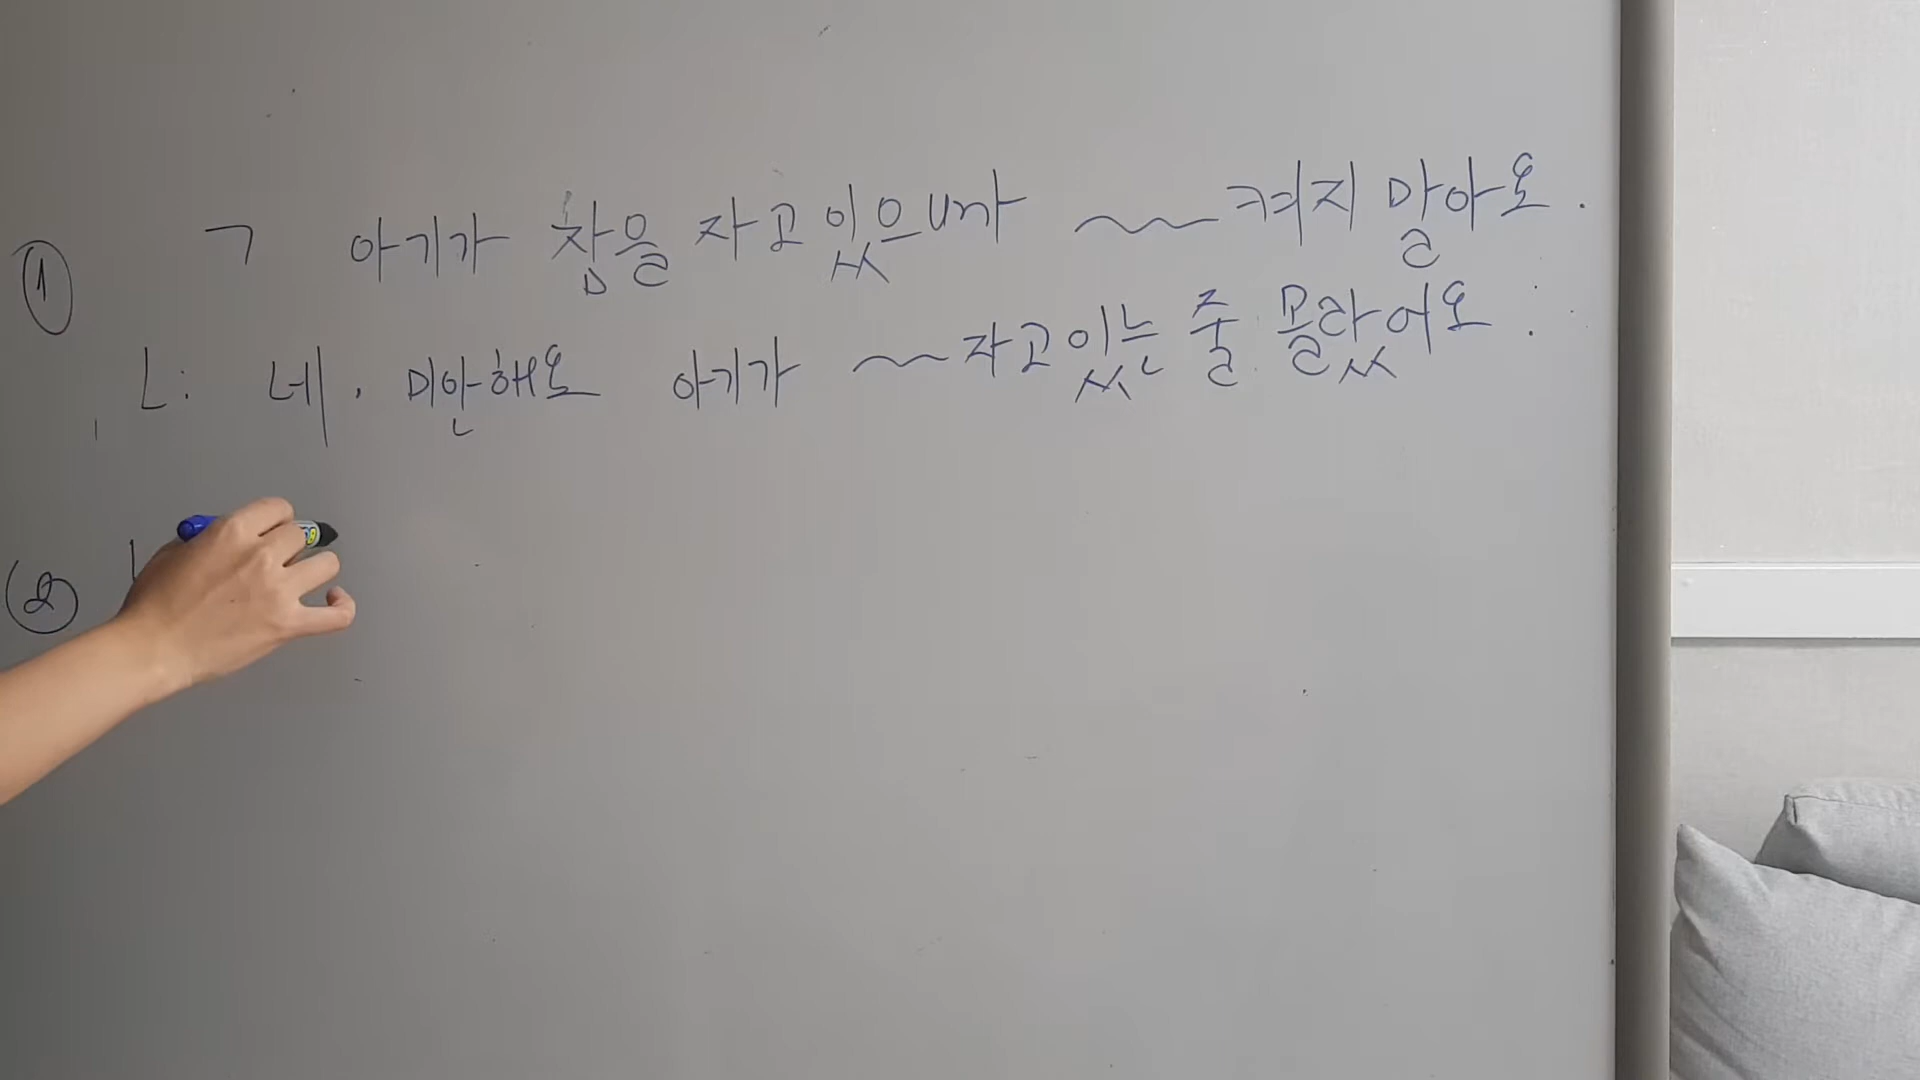 ① ㄱ 아기가 잠을 자고 있으니까 ~~ 켜지 말아요.
ㄴ: 네, 미안해요 아기가 ~~ 자고 있는 줄 몰랐어요.
②